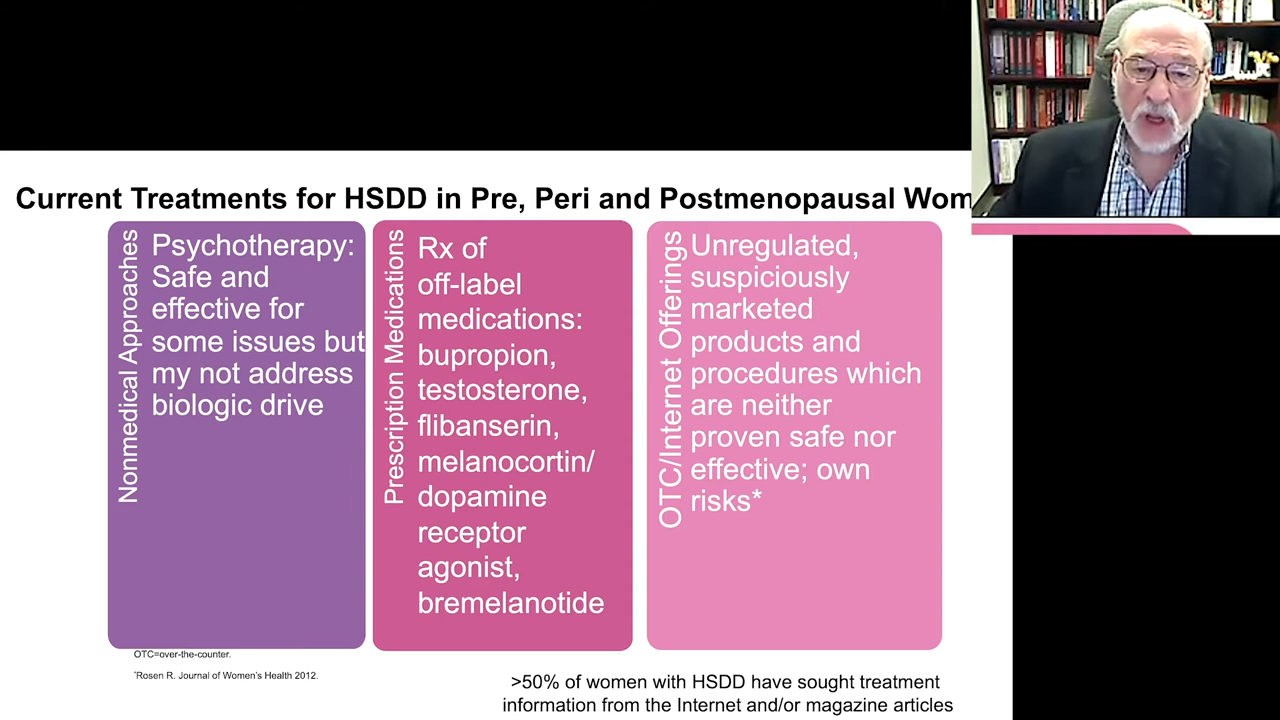 Current Treatments for HSDD in Pre, Peri and Postmenopausal Wom
Nonmedical Approaches
Psychotherapy:
Safe and
effective for
some issues but
my not address
biologic drive
Prescription Medications
Rx of
off-label
medications:
bupropion,
testosterone,
flibanserin,
melanocortin/
dopamine
receptor
agonist,
bremelanotide
OTC/Internet Offerings
Unregulated,
suspiciously
marketed
products and
procedures which
are neither
proven safe nor
effective; own
risks*
OTC=over-the-counter.
*Rosen R. Journal of Women's Health 2012.
>50% of women with HSDD have sought treatment
information from the Internet and/or magazine articles